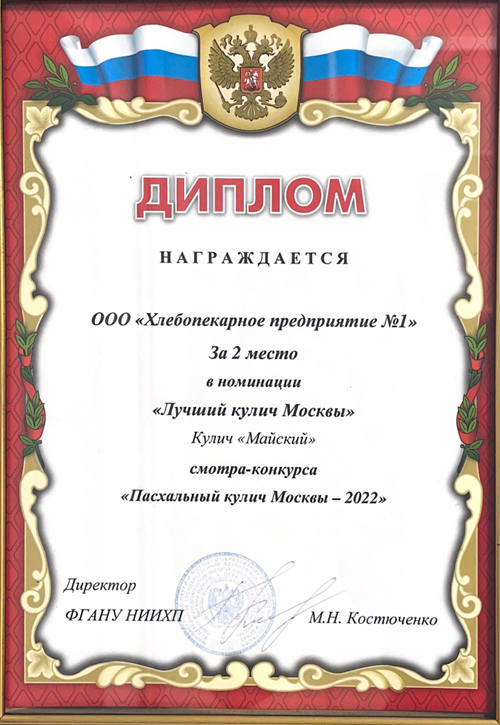 ДИПЛОМ
НАГРАЖДАЕТСЯ
ООО «Хлебопекарное предприятие №1»
За 2 место
в номинации
«Лучший кулич Москвы»
Кулич «Майский»
смотра-конкурса
«Пасхальный кулич Москвы – 2022»
Директор
ФГАНУ НИИХП М.Н. Костюченко